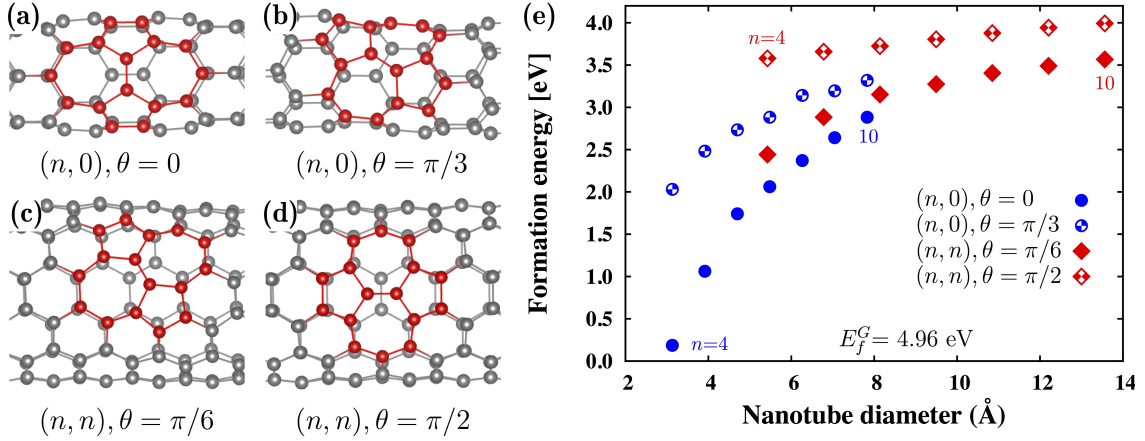 (a)
(b)
(n, 0), θ = 0
(n, 0), θ = π/3
(c)
(d)
(n, n), θ = π/6
(n, n), θ = π/2
(e)
Formation energy [eV]
4.0
3.5
3.0
2.5
2.0
1.5
1.0
0.5
0.0
n=4
10
10
n=4
(n, 0), θ = 0
(n, 0), θ = π/3
(n, n), θ = π/6
(n, n), θ = π/2
E_f^G = 4.96 eV
2 4 6 8 10 12 14
Nanotube diameter (Å)